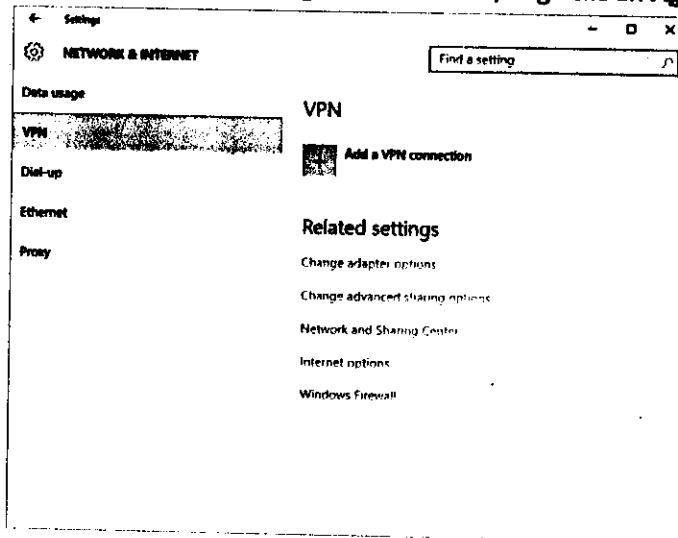 Settings
NETWORK & INTERNET
Find a setting
Data usage
VPN
Dial-up
Ethernet
Proxy
VPN
Add a VPN connection
Related settings
Change adapter options
Change advanced sharing options
Network and Sharing Center
Internet options
Windows Firewall